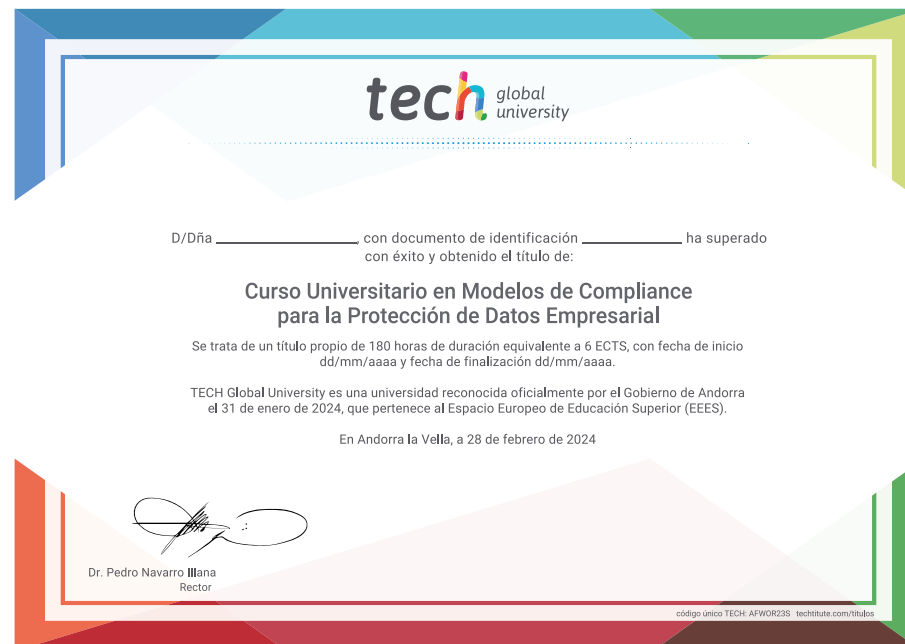 tech global university
D/Dña ______________, con documento de identificación __________ ha superado
con éxito y obtenido el título de:
Curso Universitario en Modelos de Compliance
para la Protección de Datos Empresarial
Se trata de un título propio de 180 horas de duración equivalente a 6 ECTS, con fecha de inicio
dd/mm/aaaa y fecha de finalización dd/mm/aaaa.
TECH Global University es una universidad reconocida oficialmente por el Gobierno de Andorra
el 31 de enero de 2024, que pertenece al Espacio Europeo de Educación Superior (EEES).
En Andorra la Vella, a 28 de febrero de 2024
Dr. Pedro Navarro Illana
Rector
código único TECH: AFWOR23S techtitute.com/titulos